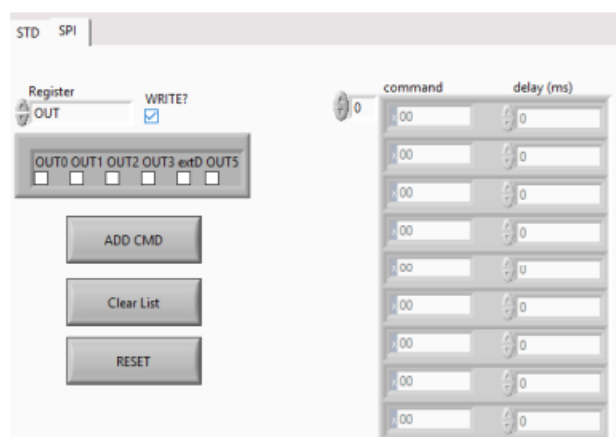 STD SPI
Register
WRITE?
OUT
OUT0 OUT1 OUT2 OUT3 extD OUT5
ADD CMD
Clear List
RESET
command delay (ms)
0
x 00 0
x 00 0
x 00 0
x 00 0
x 00 0
x 00 0
x 00 0
x 00 0
x 00 0